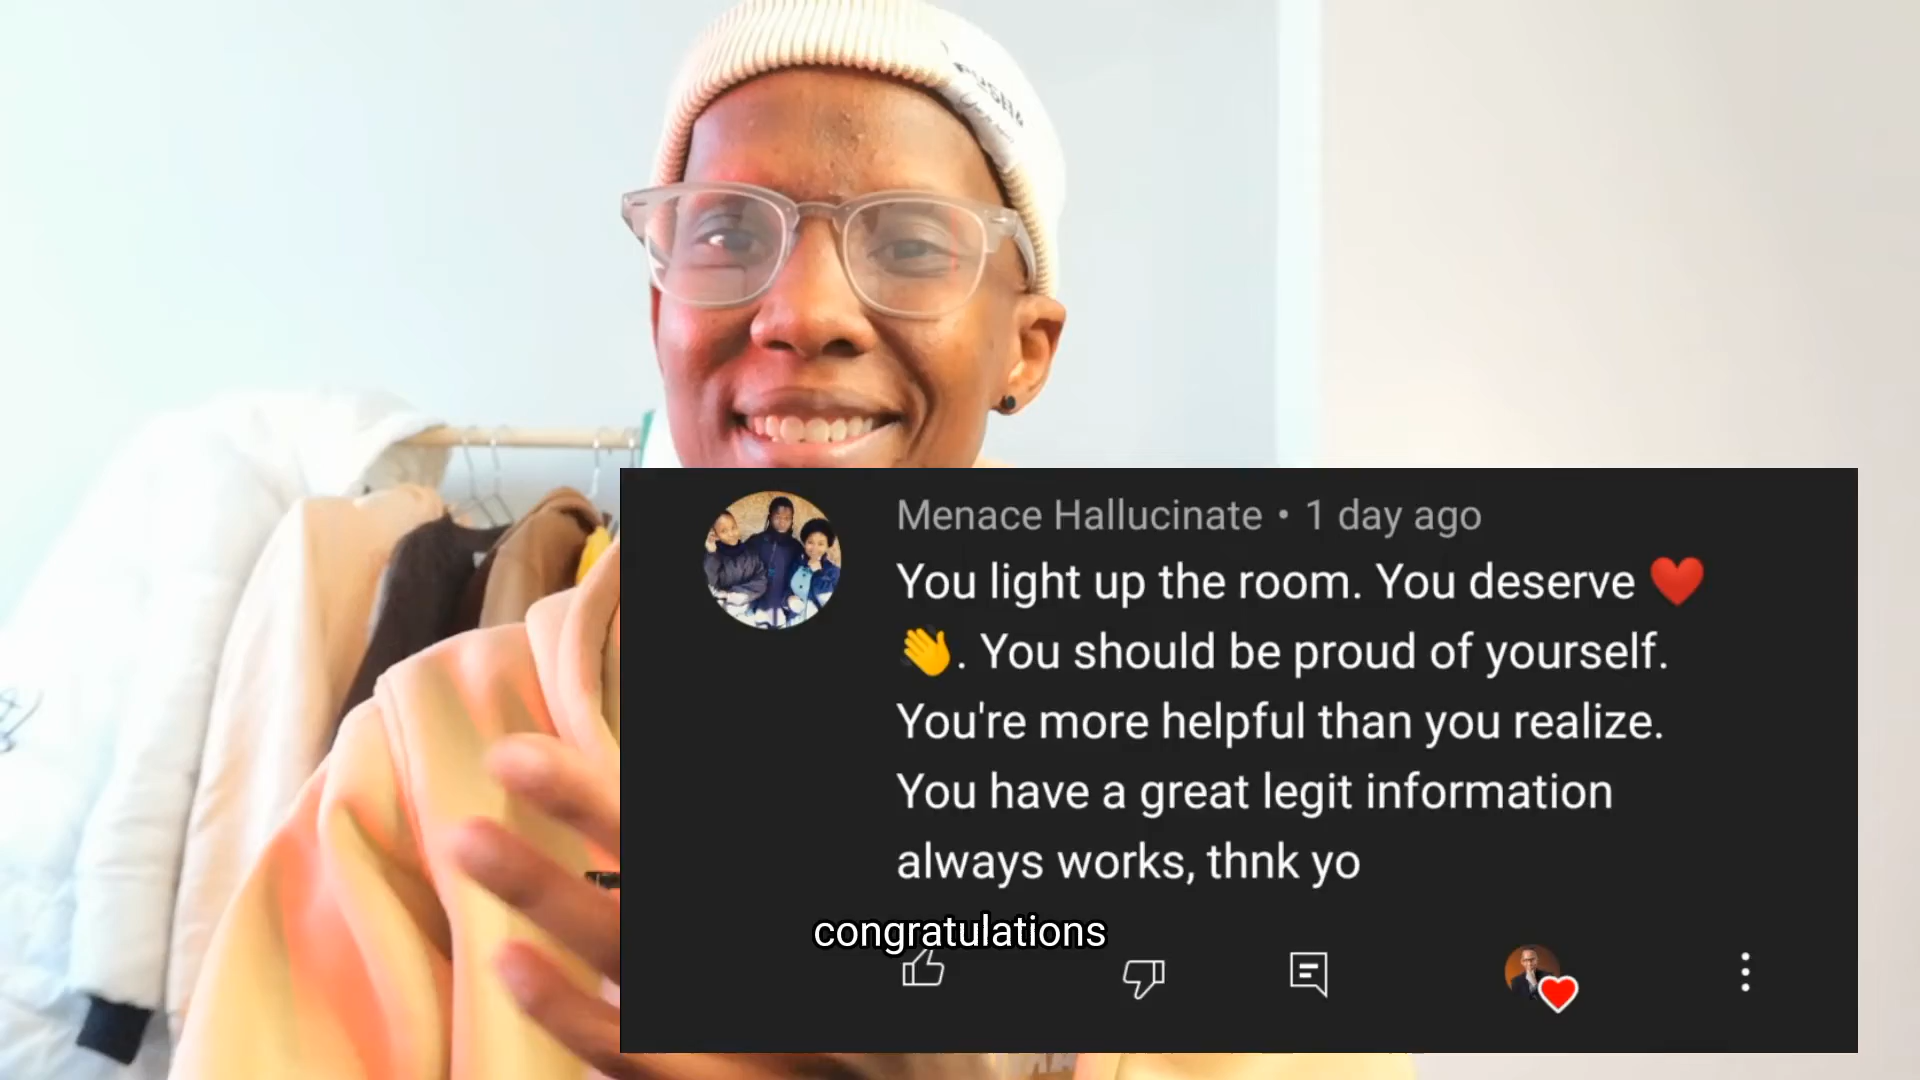 Menace Hallucinate • 1 day ago
You light up the room. You deserve ❤️
👋. You should be proud of yourself.
You're more helpful than you realize.
You have a great legit information
always works, thnk yo
congratulations